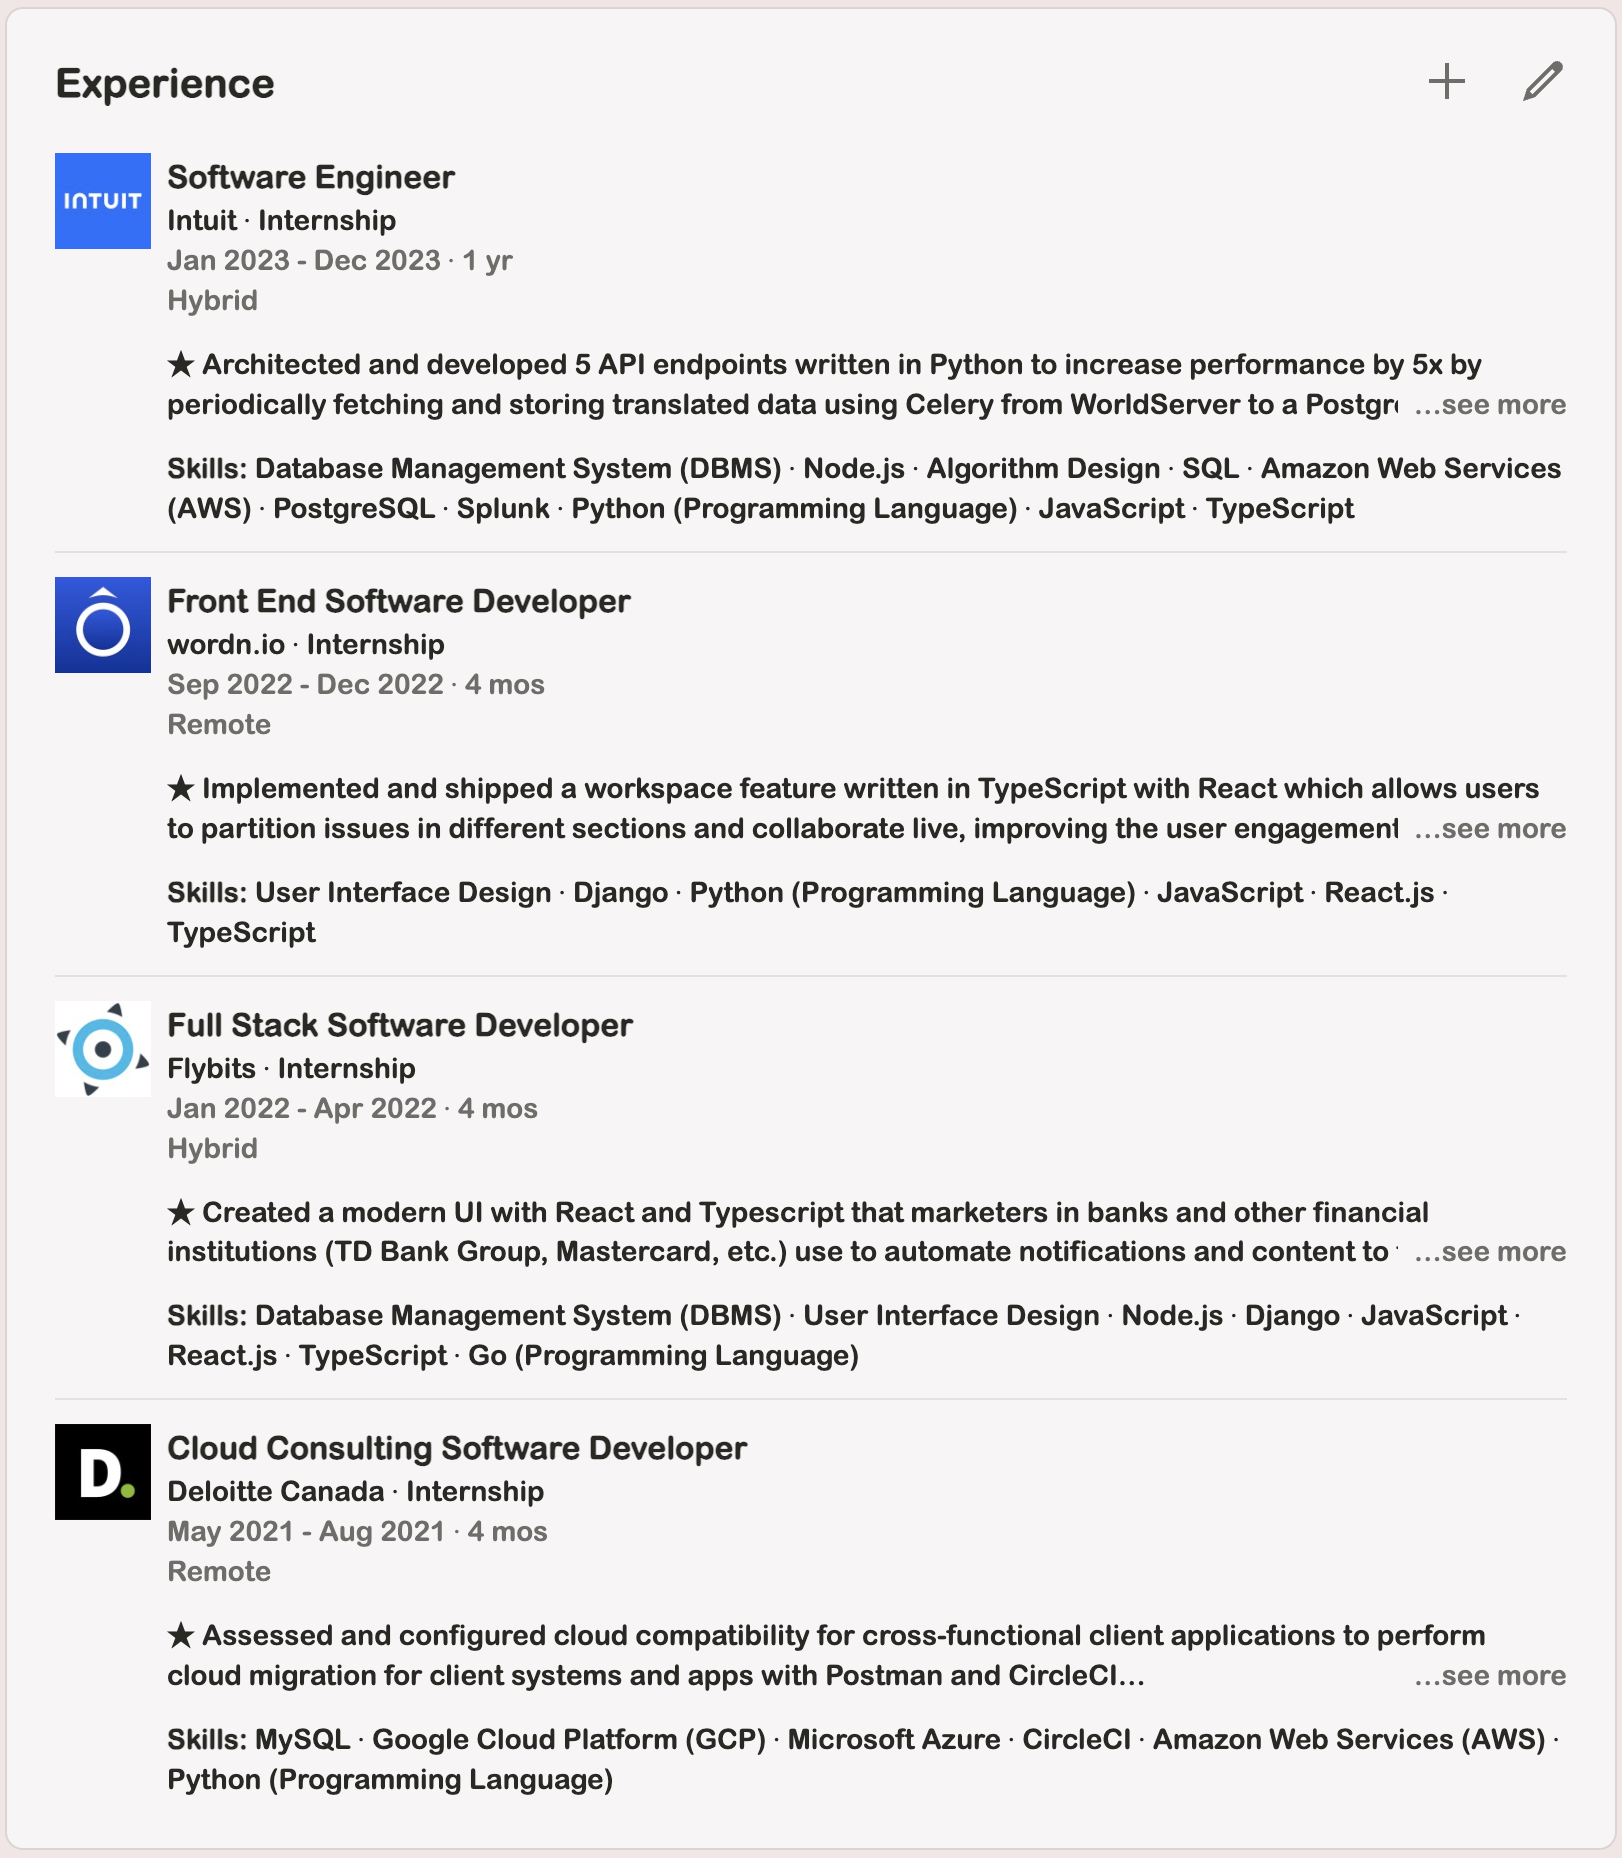 Experience
INTUIT
Software Engineer
Intuit · Internship
Jan 2023 - Dec 2023 · 1 yr
Hybrid
★ Architected and developed 5 API endpoints written in Python to increase performance by 5x by
periodically fetching and storing translated data using Celery from WorldServer to a …see more
Skills: Database Management System (DBMS) · Node.js · Algorithm Design · SQL · Amazon Web Services
(AWS) · PostgreSQL · Splunk · Python (Programming Language) · JavaScript · TypeScript
Front End Software Developer
wordn.io · Internship
Sep 2022 - Dec 2022 · 4 mos
Remote
★ Implemented and shipped a workspace feature written in TypeScript with React which allows users
to partition issues in different sections and collaborate live, improving the user engagement …see more
Skills: User Interface Design · Django · Python (Programming Language) · JavaScript · React.js ·
TypeScript
Full Stack Software Developer
Flybits · Internship
Jan 2022 - Apr 2022 · 4 mos
Hybrid
★ Created a modern UI with React and Typescript that marketers in banks and other financial
institutions (TD Bank Group, Mastercard, etc.) use to automate notifications and content to …see more
Skills: Database Management System (DBMS) · User Interface Design · Node.js · Django · JavaScript ·
React.js · TypeScript · Go (Programming Language)
D.
Cloud Consulting Software Developer
Deloitte Canada · Internship
May 2021 - Aug 2021 · 4 mos
Remote
★ Assessed and configured cloud compatibility for cross-functional client applications to perform
cloud migration for client systems and apps with Postman and CircleCI… …see more
Skills: MySQL · Google Cloud Platform (GCP) · Microsoft Azure · CircleCI · Amazon Web Services (AWS) ·
Python (Programming Language)